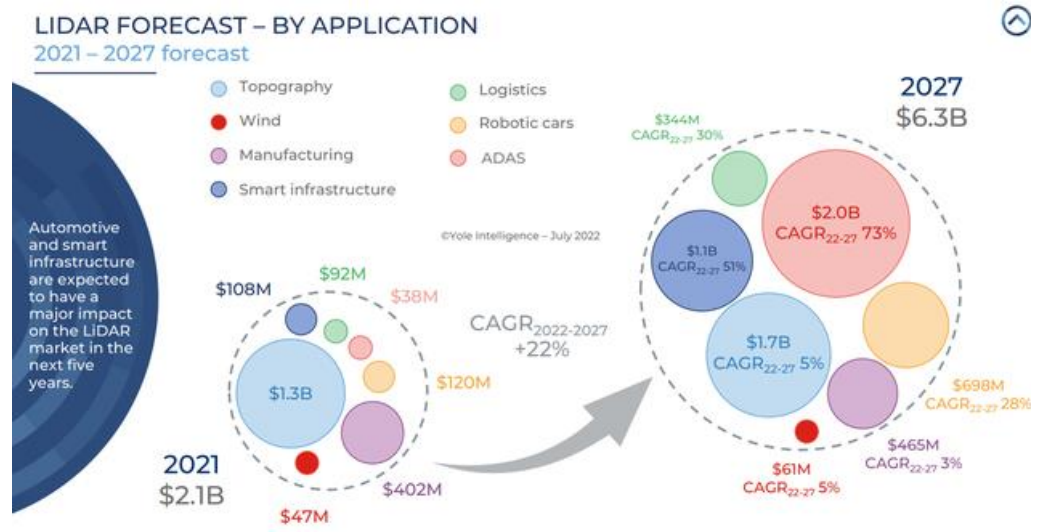 LIDAR FORECAST – BY APPLICATION
2021 – 2027 forecast
Topography
Wind
Manufacturing
Smart infrastructure
Logistics
Robotic cars
ADAS
©Yole Intelligence – July 2022
Automotive
and smart
infrastructure
are expected
to have a
major impact
on the LiDAR
market in the
next five
years.
2021
$2.1B
$108M
$92M
$38M
$120M
$1.3B
$402M
$47M
CAGR2022-2027
+22%
2027
$6.3B
$344M
CAGR22-27 30%
$2.0B
CAGR22-27 73%
$1.1B
CAGR22-27 51%
$1.7B
CAGR22-27 5%
$698M
CAGR22-27 28%
$465M
CAGR22-27 3%
$61M
CAGR22-27 5%